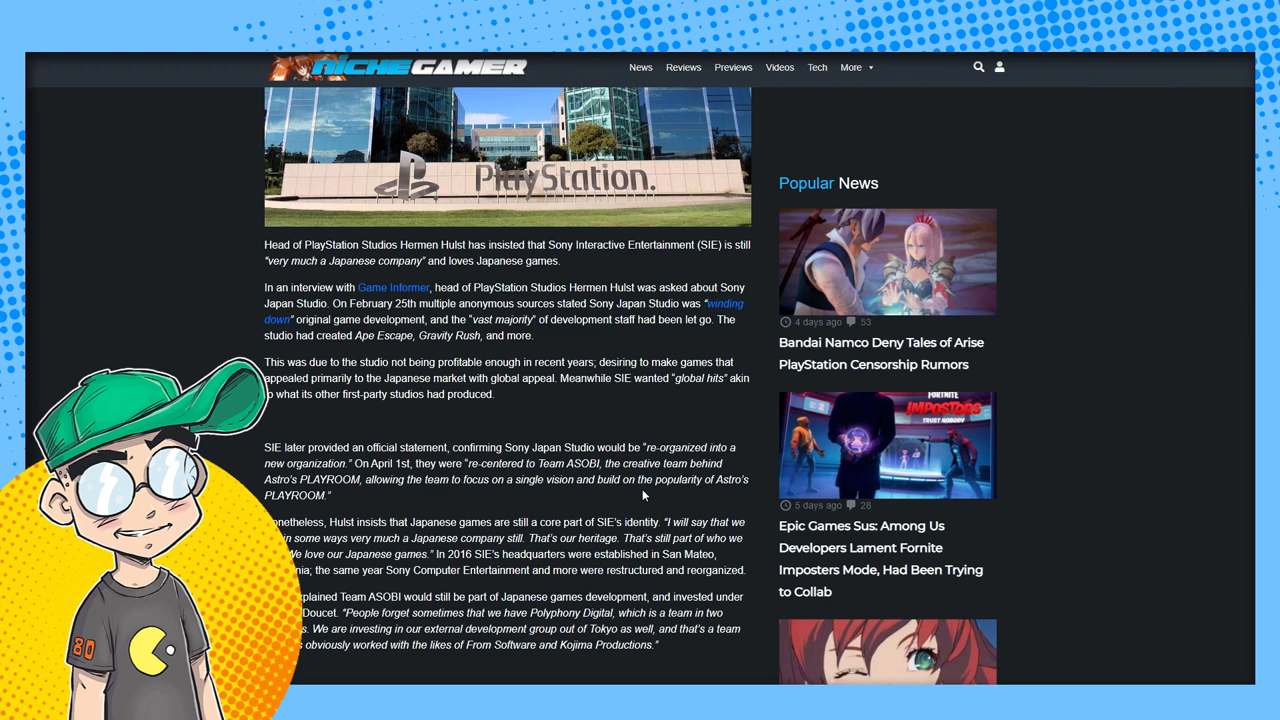 NICHEGAMER
News Reviews Previews Videos Tech More
PlayStation.
Head of PlayStation Studios Hermen Hulst has insisted that Sony Interactive Entertainment (SIE) is still
"very much a Japanese company" and loves Japanese games.
In an interview with Game Informer, head of PlayStation Studios Hermen Hulst was asked about Sony
Japan Studio. On February 25th multiple anonymous sources stated Sony Japan Studio was "winding
down" original game development, and the "vast majority" of development staff had been let go. The
studio had created Ape Escape, Gravity Rush, and more.
This was due to the studio not being profitable enough in recent years; desiring to make games that
appealed primarily to the Japanese market with global appeal. Meanwhile SIE wanted "global hits" akin
o what its other first-party studios had produced.
SIE later provided an official statement, confirming Sony Japan Studio would be "re-organized into a
new organization." On April 1st, they were "re-centered to Team ASOBI, the creative team behind
Astro's PLAYROOM, allowing the team to focus on a single vision and build on the popularity of Astro's
PLAYROOM."
onetheless, Hulst insists that Japanese games are still a core part of SIE's identity. "I will say that we
in some ways very much a Japanese company still. That's our heritage. That's still part of who we
We love our Japanese games." In 2016 SIE's headquarters were established in San Mateo,
nia; the same year Sony Computer Entertainment and more were restructured and reorganized.
xplained Team ASOBI would still be part of Japanese games development, and invested under
Doucet. "People forget sometimes that we have Polyphony Digital, which is a team in two
s. We are investing in our external development group out of Tokyo as well, and that's a team
obviously worked with the likes of From Software and Kojima Productions."
Popular News
4 days ago 53
Bandai Namco Deny Tales of Arise
PlayStation Censorship Rumors
FORTNITE
IMPOSTORS
TRUST NOBODY
5 days ago 28
Epic Games Sus: Among Us
Developers Lament Fornite
Imposters Mode, Had Been Trying
to Collab
80